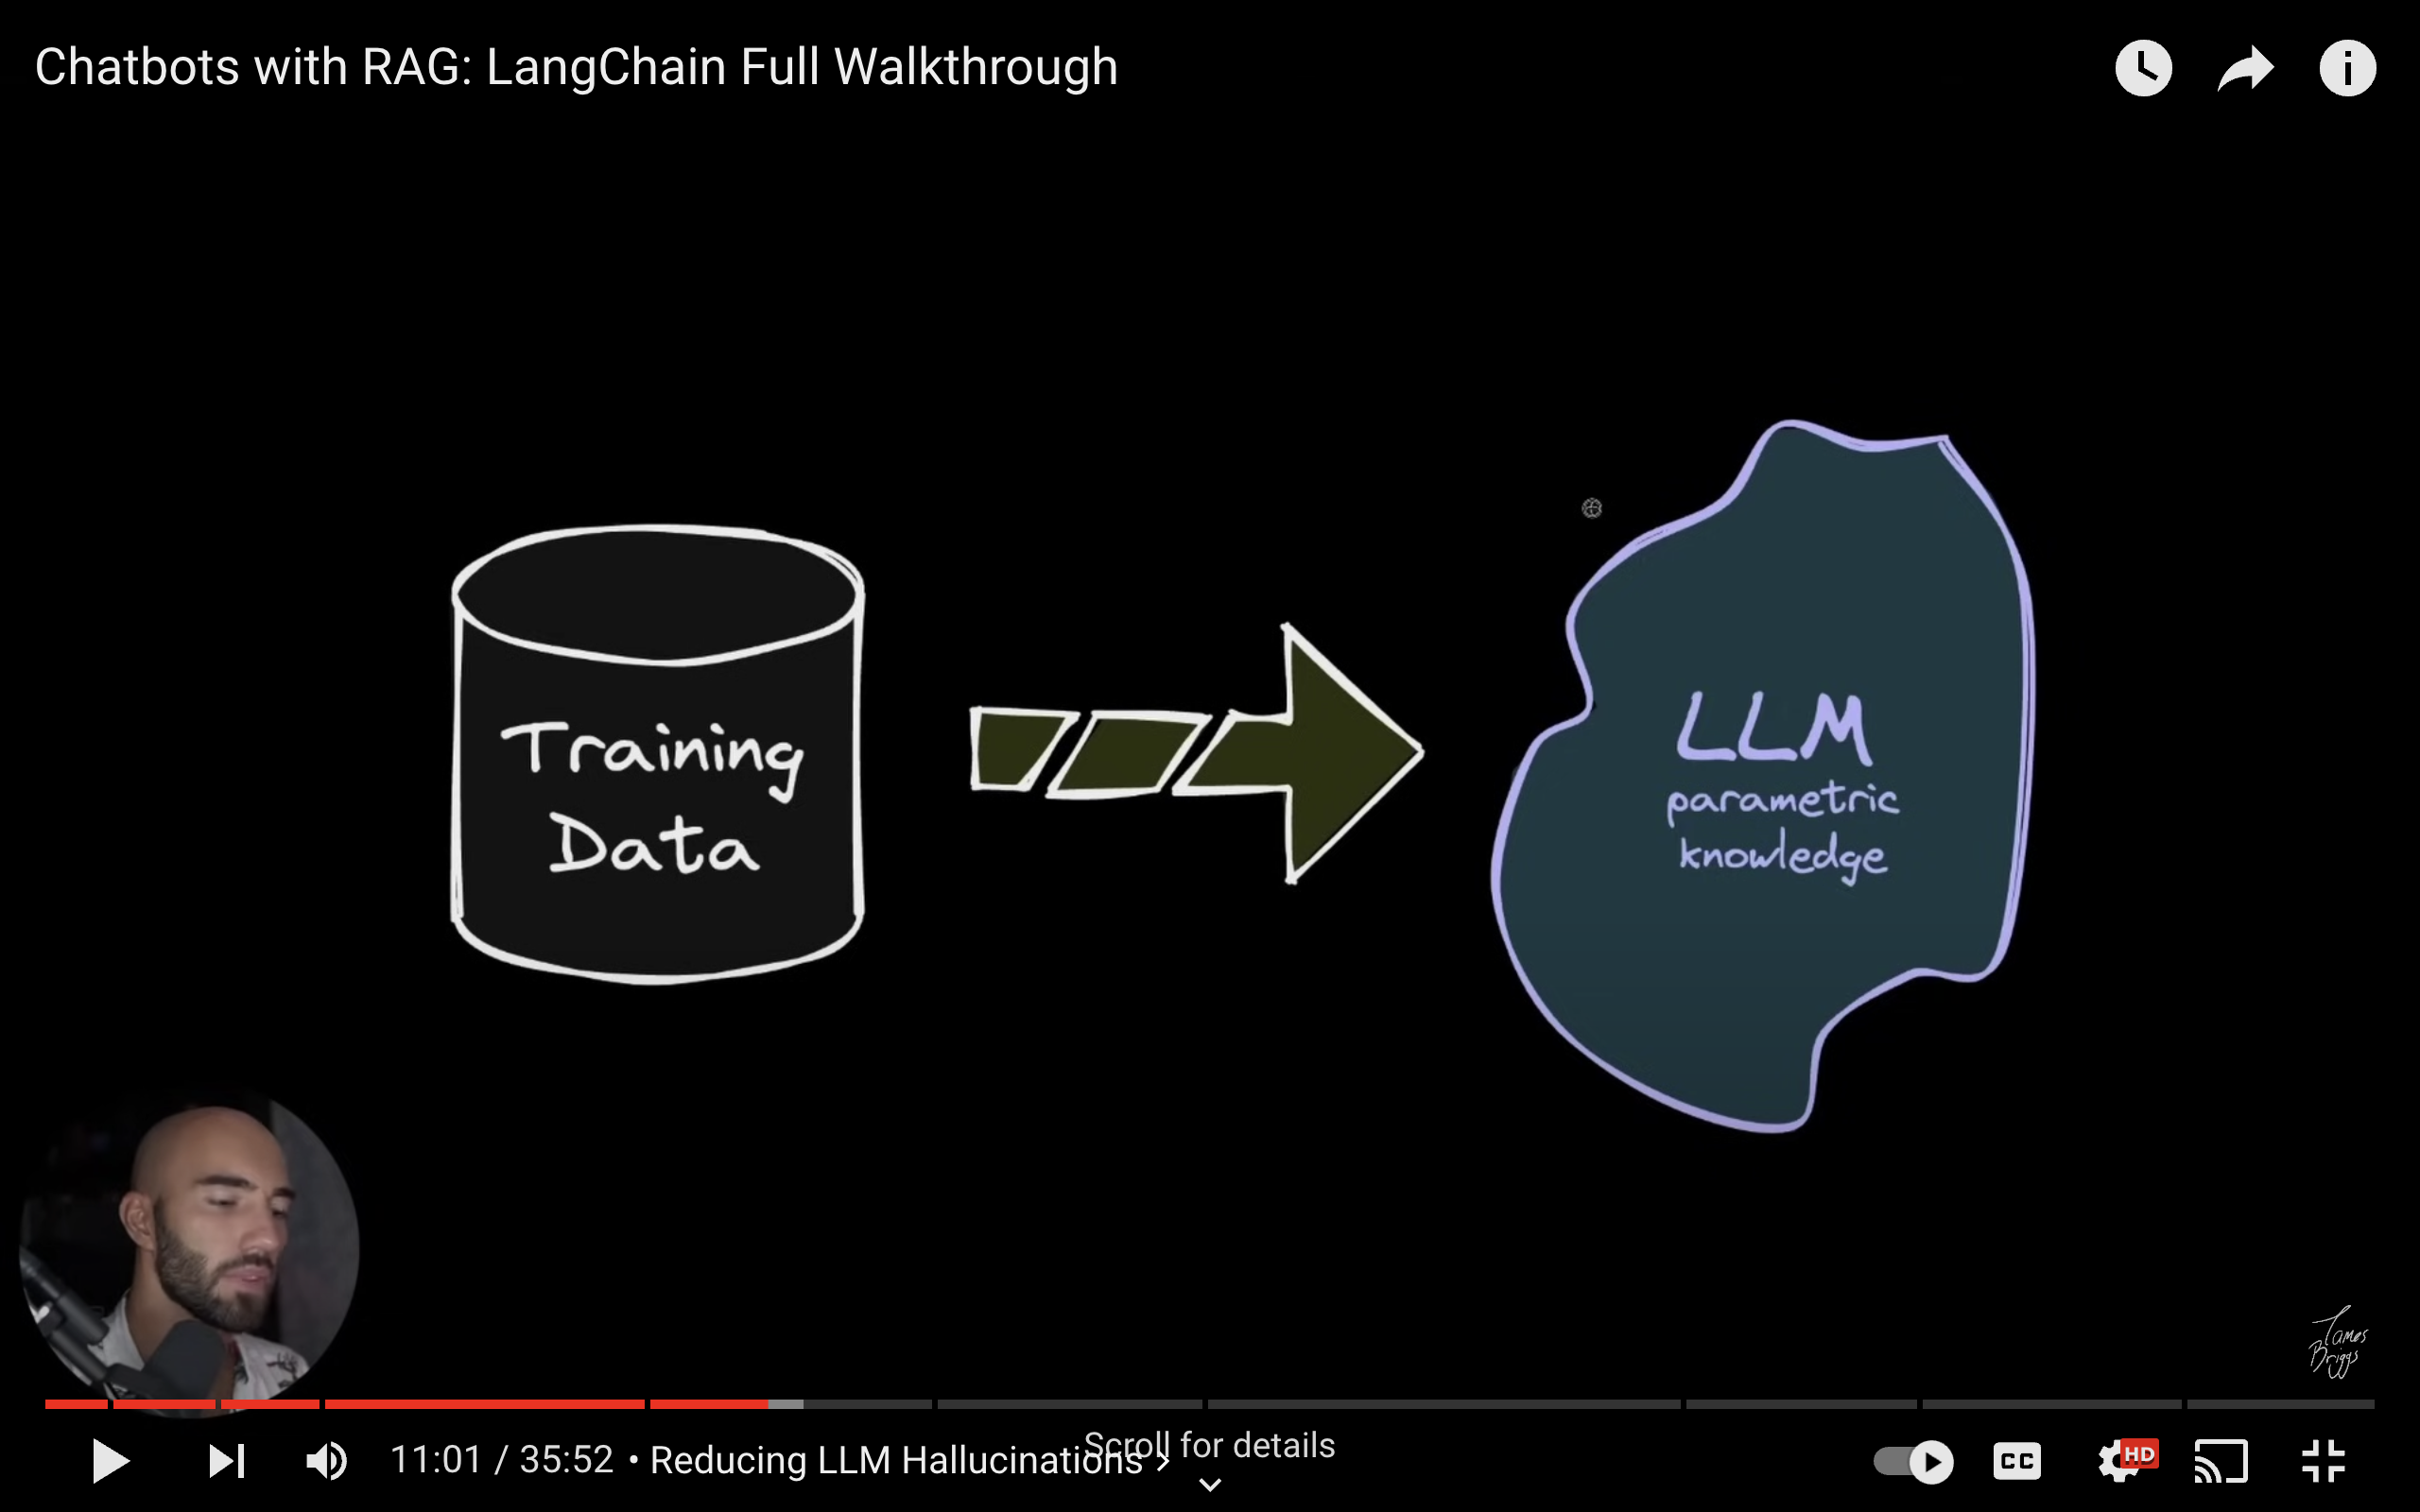 Chatbots with RAG: LangChain Full Walkthrough
Training
Data
LLM
parametric
knowledge
James
Briggs
11:01 / 35:52 • Reducing LLM Hallucinations
Scroll for details
CC
HD